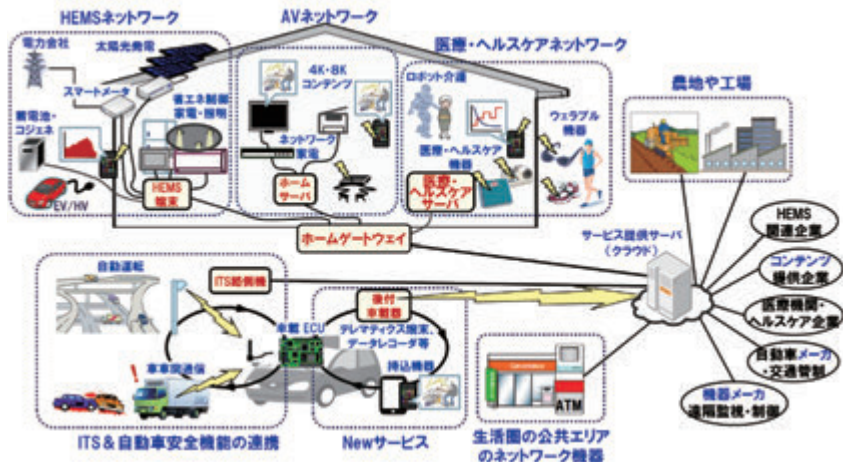 HEMSネットワーク
電力会社
太陽光発電
スマートメータ
蓄電池・
コジェネ
省エネ制御
家電・照明
EV/HV
HEMS
端末
AVネットワーク
4K・8K
コンテンツ
ネットワーク
家電
ホーム
サーバ
医療・ヘルスケアネットワーク
ロボット介護
ウェラブル
機器
医療・ヘルスケア
機器
医療・
ヘルスケア
サーバ
ホームゲートウェイ
農地や工場
サービス提供サーバ
(クラウド)
HEMS
関連企業
コンテンツ
提供企業
医療機関・
ヘルスケア企業
自動車メーカ
・交通管制
機器メーカ
遠隔監視・制御
自動運転
ITS路側機
車載 ECU
車車間通信
ITS&自動車安全機能の連携
後付
車載器
テレマティクス端末、
データレコーダ等
持込機器
Newサービス
ATM
生活圏の公共エリア
のネットワーク機器